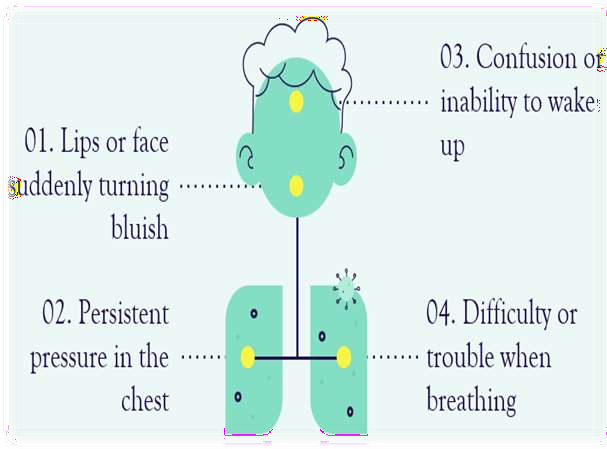 01. Lips or face
suddenly turning
bluish
02. Persistent
pressure in the
chest
03. Confusion or
inability to wake
up
04. Difficulty or
trouble when
breathing